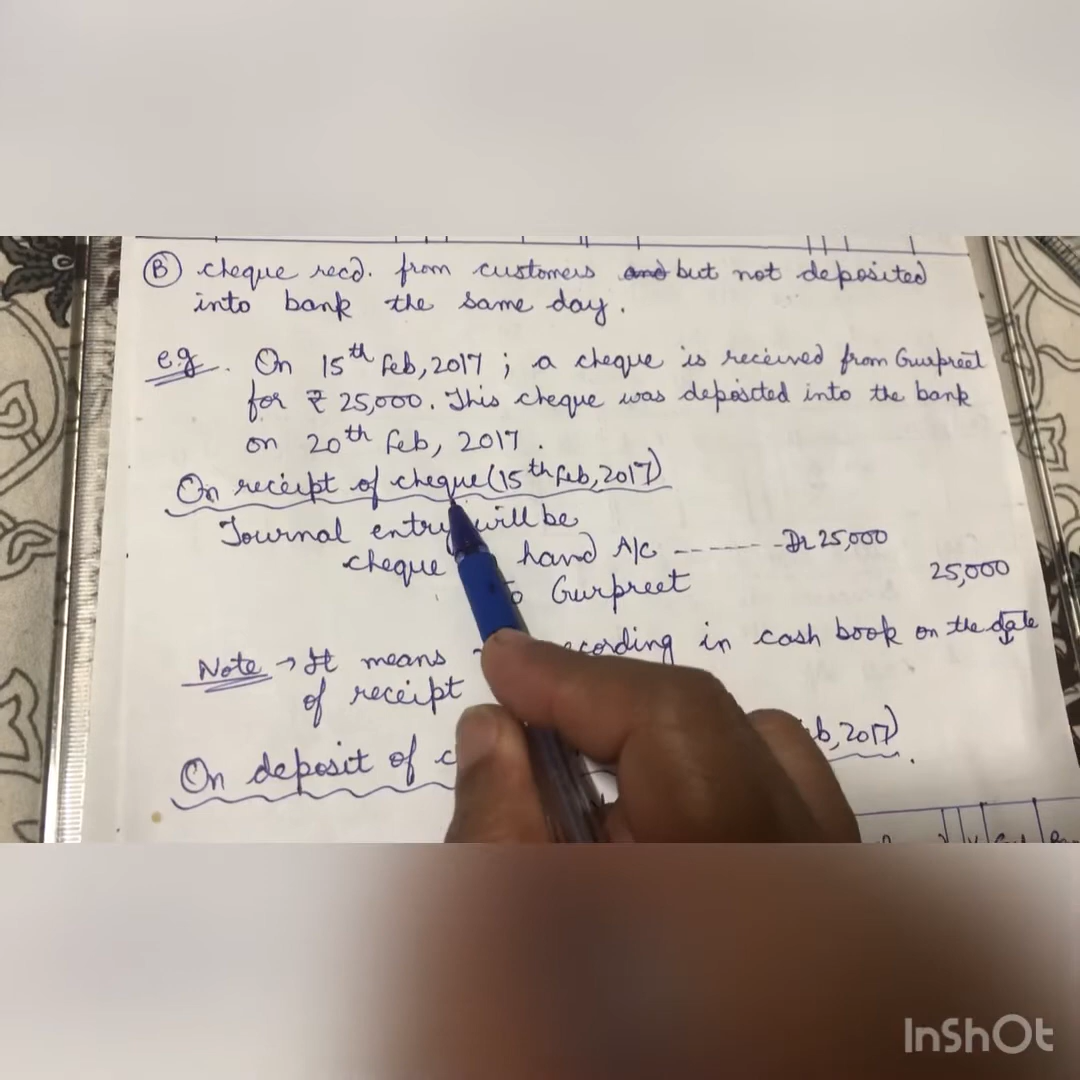 (B) cheque recd. from customers and but not deposited
into bank the same day.
e.g. On 15th Feb, 2017 ; a cheque is received from Gurpreet
for ₹ 25,000. This cheque was deposited into the bank
on 20th Feb, 2017.
On receipt of cheque (15th Feb, 2017)
Journal entry will be
cheque hand A/c ------- Dr 25,000
Gurpreet 25,000
Note → It means recording in cash book on the date
of receipt
On deposit of 2017).
InShOt